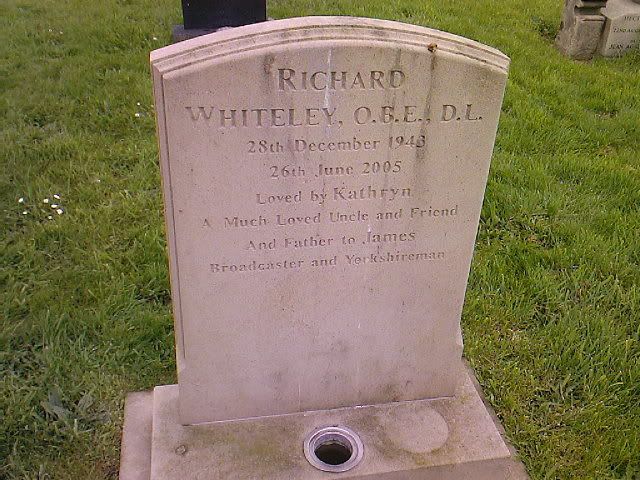 RICHARD
WHITELEY, O.B.E., D.L.
28th December 1943
26th June 2005
Loved by Kathryn
A Much Loved Uncle and Friend
And Father to James
Broadcaster and Yorkshireman